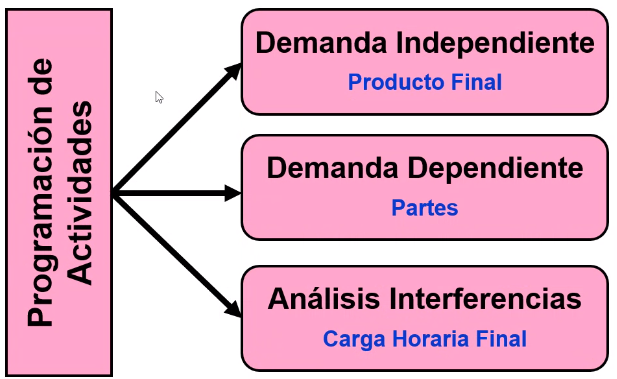 Programación de
Actividades
Demanda Independiente
Producto Final
Demanda Dependiente
Partes
Análisis Interferencias
Carga Horaria Final